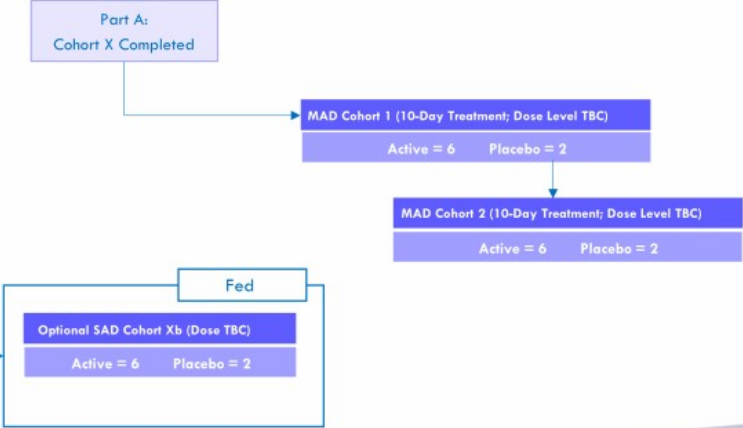 Part A:
Cohort X Completed
MAD Cohort 1 (10-Day Treatment; Dose Level TBC)
Active = 6 Placebo = 2
MAD Cohort 2 (10-Day Treatment; Dose Level TBC)
Active = 6 Placebo = 2
Fed
Optional SAD Cohort Xb (Dose TBC)
Active = 6 Placebo = 2